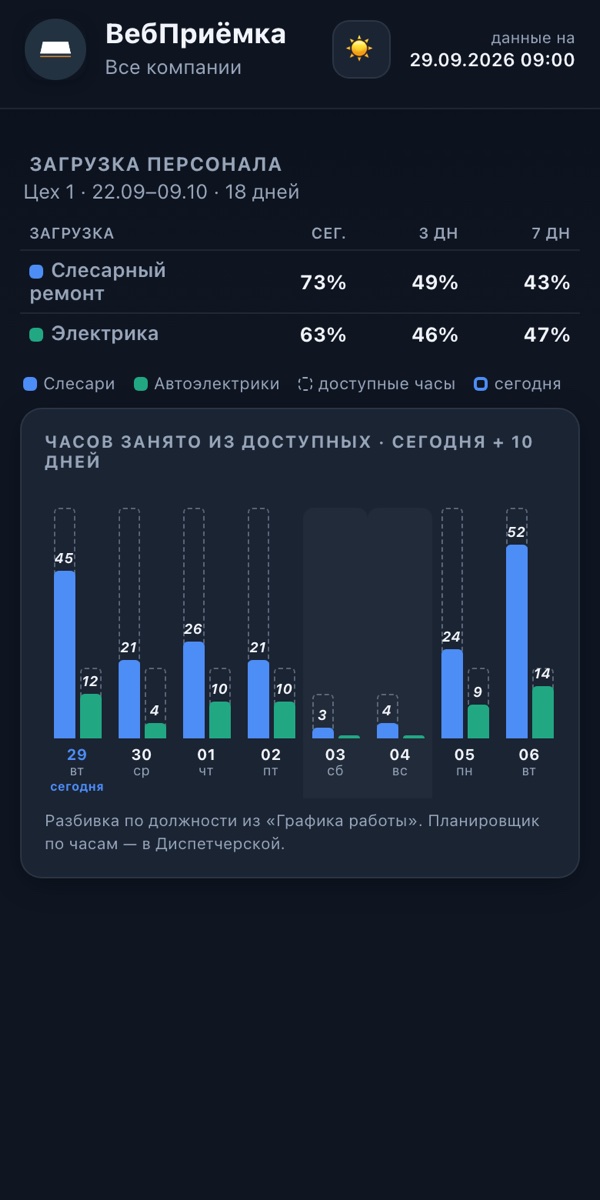 ВебПриёмка
Все компании
данные на
29.09.2026 09:00
ЗАГРУЗКА ПЕРСОНАЛА
Цех 1 · 22.09–09.10 · 18 дней
ЗАГРУЗКА СЕГ. 3 ДН 7 ДН
Слесарный
ремонт 73% 49% 43%
Электрика 63% 46% 47%
Слесари Автоэлектрики доступные часы сегодня
ЧАСОВ ЗАНЯТО ИЗ ДОСТУПНЫХ · СЕГОДНЯ + 10
ДНЕЙ
45 12 21 4 26 10 21 10 3 4 24 9 52 14
29 30 01 02 03 04 05 06
вт ср чт пт сб вс пн вт
сегодня
Разбивка по должности из «Графика работы». Планировщик
по часам — в Диспетчерской.